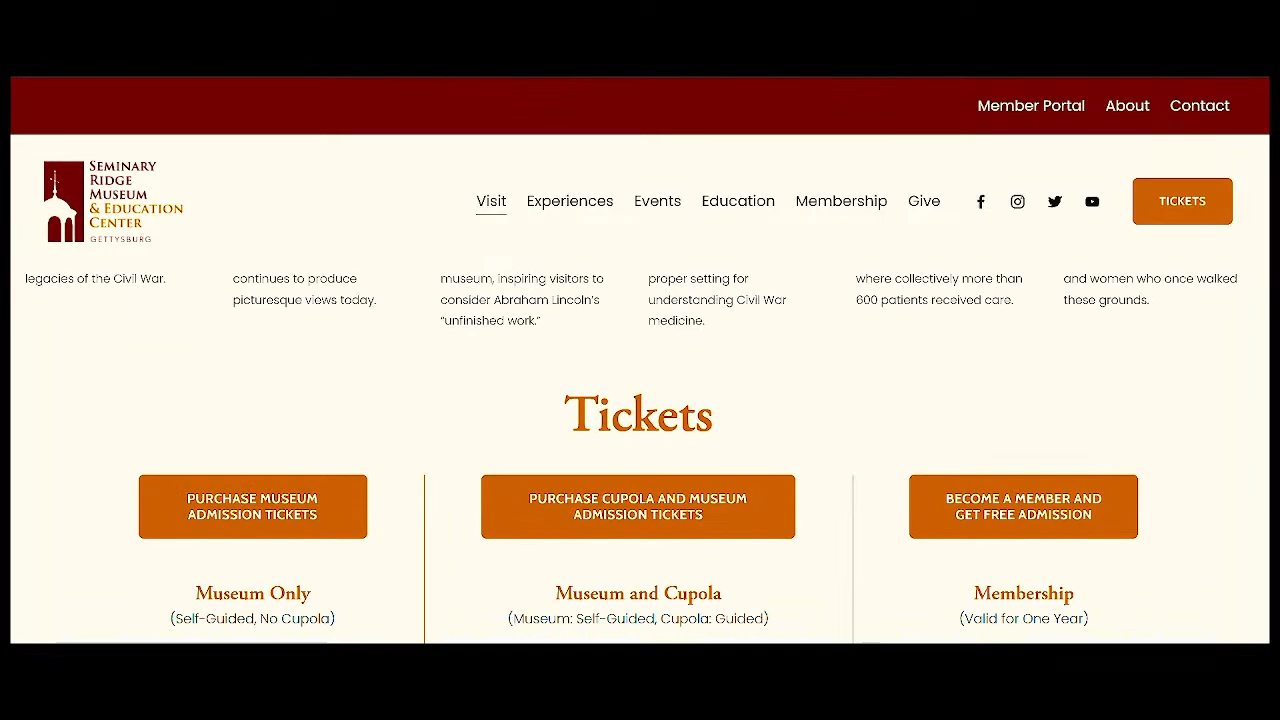 Member Portal About Contact
SEMINARY
RIDGE
MUSEUM
& EDUCATION
CENTER
GETTYSBURG
Visit Experiences Events Education Membership Give TICKETS
legacies of the Civil War.
continues to produce
picturesque views today.
museum, inspiring visitors to
consider Abraham Lincoln's
"unfinished work."
proper setting for
understanding Civil War
medicine.
where collectively more than
600 patients received care.
and women who once walked
these grounds.
Tickets
PURCHASE MUSEUM
ADMISSION TICKETS
Museum Only
(Self-Guided, No Cupola)
PURCHASE CUPOLA AND MUSEUM
ADMISSION TICKETS
Museum and Cupola
(Museum: Self-Guided, Cupola: Guided)
BECOME A MEMBER AND
GET FREE ADMISSION
Membership
(Valid for One Year)